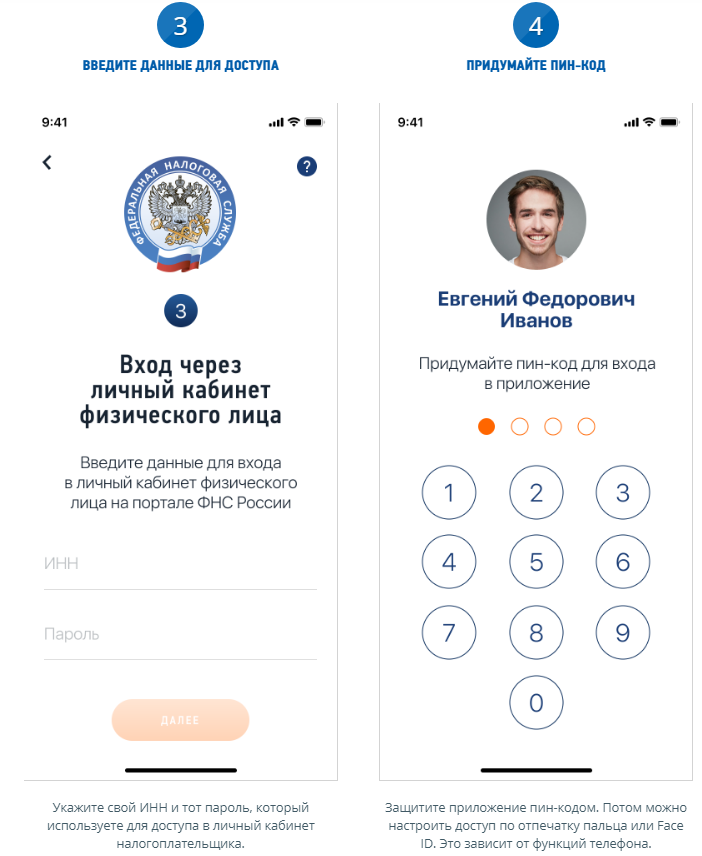 3
ВВЕДИТЕ ДАННЫЕ ДЛЯ ДОСТУПА
9:41
?
ФЕДЕРАЛЬНАЯ НАЛОГОВАЯ СЛУЖБА
3
Вход через
личный кабинет
физического лица
Введите данные для входа
в личный кабинет физического
лица на портале ФНС России
ИНН
Пароль
ДАЛЕЕ
Укажите свой ИНН и тот пароль, который
используете для доступа в личный кабинет
налогоплательщика.
4
ПРИДУМАЙТЕ ПИН-КОД
9:41
Евгений Федорович
Иванов
Придумайте пин-код для входа
в приложение
1 2 3
4 5 6
7 8 9
0
Защитите приложение пин-кодом. Потом можно
настроить доступ по отпечатку пальца или Face
ID. Это зависит от функций телефона.